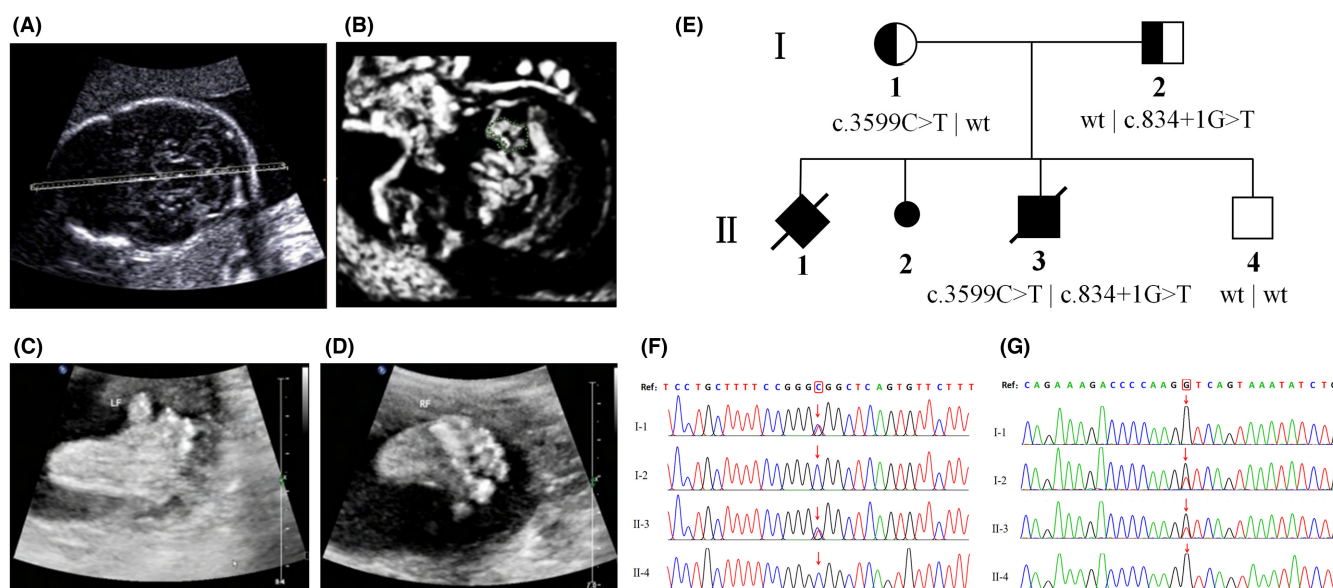 (A)
(B)
(E)
I
1
2
c.3599C>T | wt
wt | c.834+1G>T
II
1
2
3
4
c.3599C>T | c.834+1G>T
wt | wt
(C)
LF
(D)
RF
(F)
Ref: T C C T G C T T T T C C G G G C G G C T C A G T G T T C T T T
I-1
I-2
II-3
II-4
(G)
Ref: C A G A A A G A C C C C A A G G T C A G T A A A T A T C T
I-1
I-2
II-3
II-4